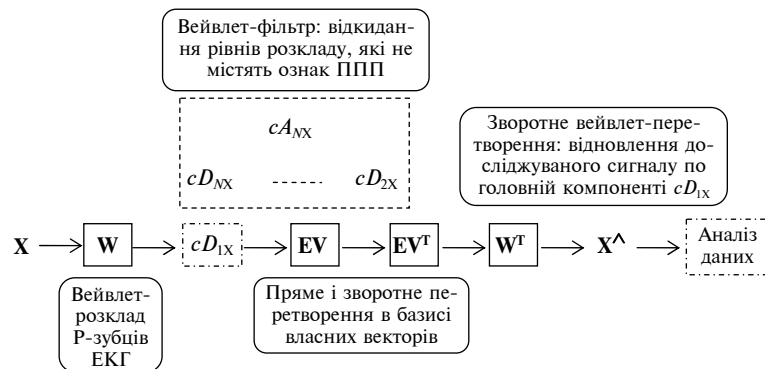 Вейвлет-фільтр: відкидан-
ня рівнів розкладу, які не
містять ознак ППП
cA_NX
cD_NX ----- cD_2X
Зворотне вейвлет-пере-
творення: відновлення до-
сліджуваного сигналу по
головній компоненті cD_1X
X W cD_1X EV EV^T W^T X^ Аналіз
даних
Вейвлет-
розклад
Р-зубців
ЕКГ
Пряме і зворотне пе-
ретворення в базисі
власних векторів